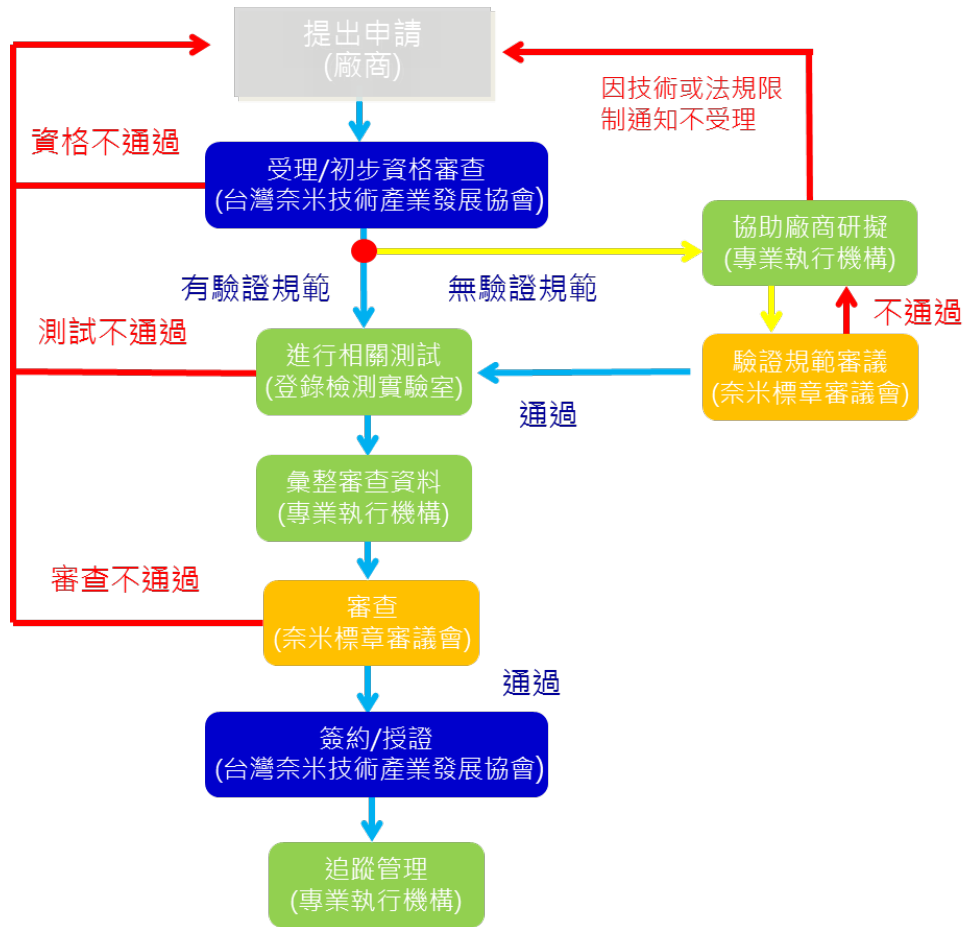 提出申請
(廠商)
因技術或法規限
制通知不受理
資格不通過
受理/初步資格審查
(台灣奈米技術產業發展協會)
協助廠商研擬
(專業執行機構)
有驗證規範
無驗證規範
不通過
測試不通過
進行相關測試
(登錄檢測實驗室)
驗證規範審議
(奈米標章審議會)
通過
彙整審查資料
(專業執行機構)
審查不通過
審查
(奈米標章審議會)
通過
簽約/授證
(台灣奈米技術產業發展協會)
追蹤管理
(專業執行機構)